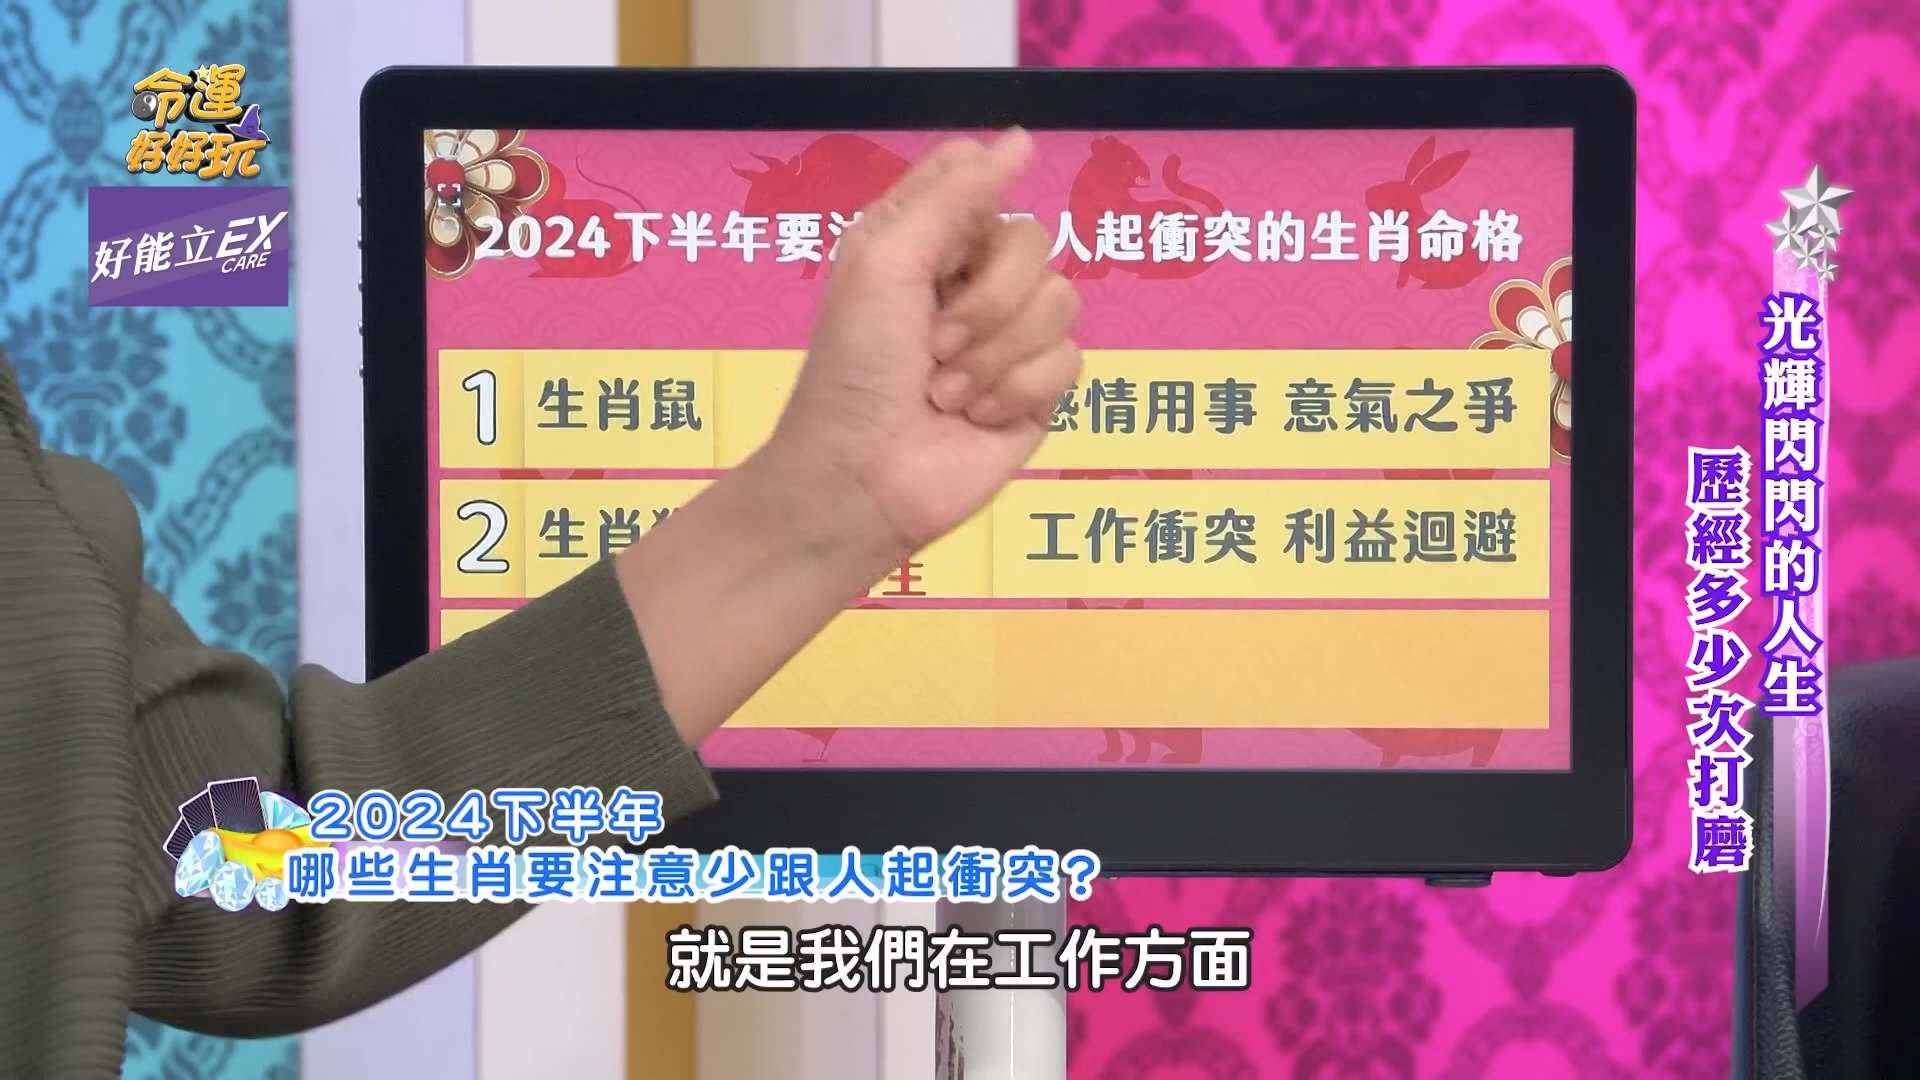 命運
好好玩
好能立EX
CARE
2024下半年要注 人起衝突的生肖命格
1 生肖鼠 感情用事 意氣之爭
2 生肖 生 工作衝突 利益迴避
光輝閃閃的人生
歷經多少次打磨
2024下半年
哪些生肖要注意少跟人起衝突?
就是我們在工作方面